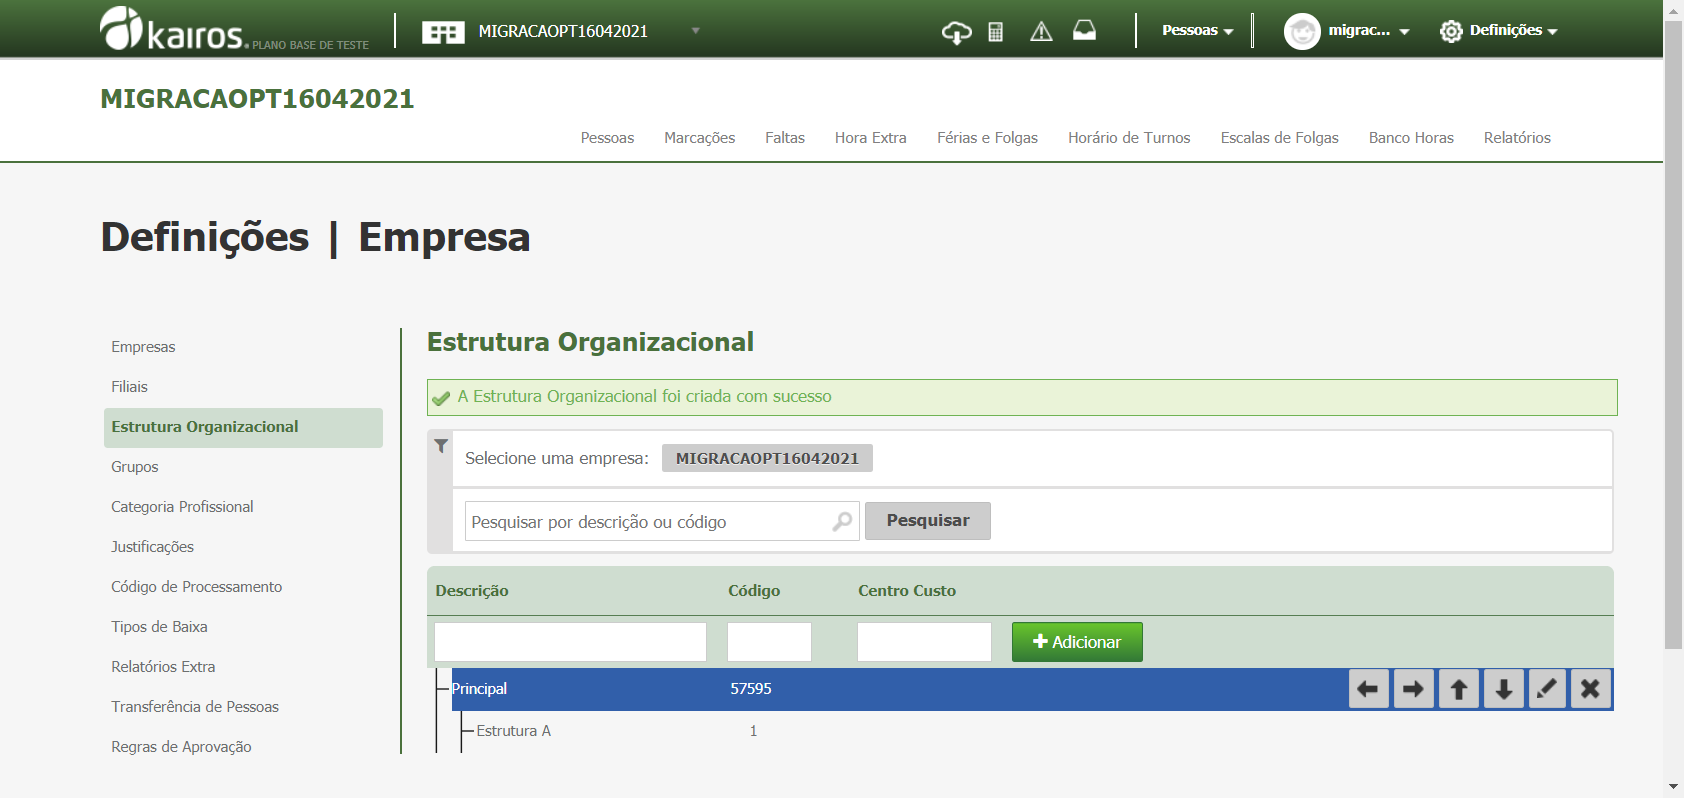 kairos. PLANO BASE DE TESTE
MIGRACAOPT16042021
Pessoas
migrac...
Definições
MIGRACAOPT16042021
Pessoas Marcações Faltas Hora Extra Férias e Folgas Horário de Turnos Escalas de Folgas Banco Horas Relatórios
Definições | Empresa
Empresas
Filiais
Estrutura Organizacional
Grupos
Categoria Profissional
Justificações
Código de Processamento
Tipos de Baixa
Relatórios Extra
Transferência de Pessoas
Regras de Aprovação
Estrutura Organizacional
A Estrutura Organizacional foi criada com sucesso
Selecione uma empresa: MIGRACAOPT16042021
Pesquisar por descrição ou código Pesquisar
Descrição Código Centro Custo
Adicionar
Principal 57595
Estrutura A 1